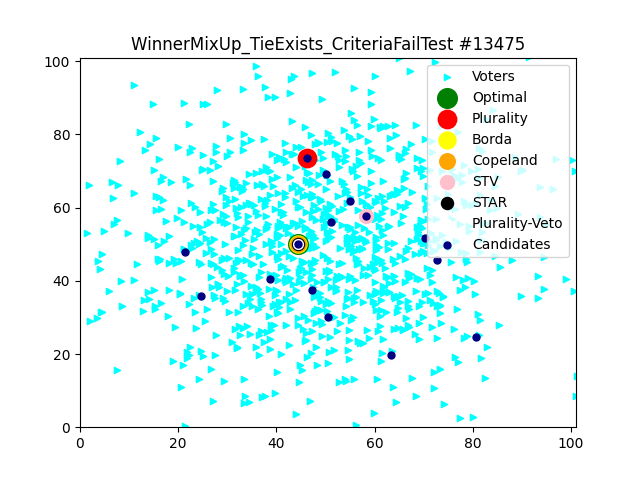 WinnerMixUp_TieExists_CriteriaFailTest #13475
Voters
Optimal
Plurality
Borda
Copeland
STV
STAR
Plurality-Veto
Candidates
100
80
60
40
20
0
0 20 40 60 80 100